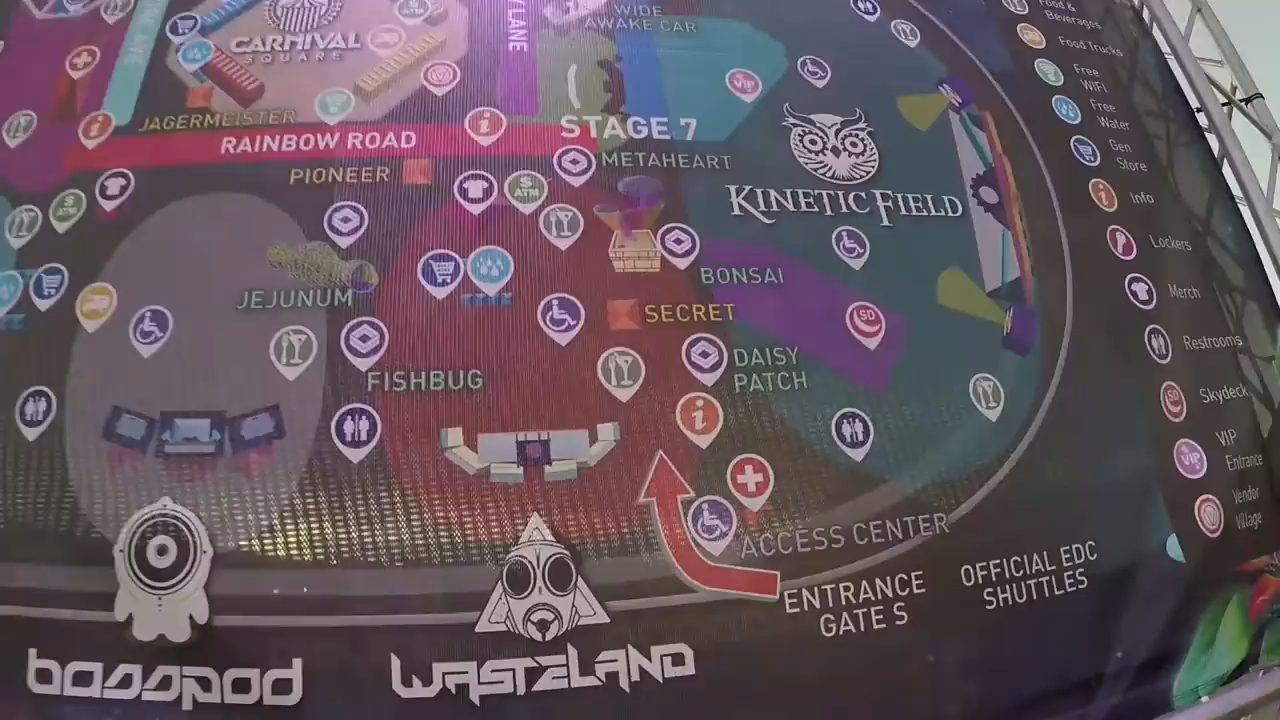 WIDE
AWAKE CAR
CARNIVAL
SQUARE
LANE
Food &
Beverages
Food Trucks
Free
WiFi
Free
Water
Gen
Store
Info
Lockers
Merch
Restrooms
Skydeck
VIP
Entrance
Vendor
Village
VIP
JAGERMEISTER
RAINBOW ROAD
STAGE 7
METAHEART
PIONEER
$
ATM
$
ATM
KINETIC FIELD
BONSAI
JEJUNUM
SECRET
SD
DAISY
PATCH
FISHBUG
ACCESS CENTER
ENTRANCE
GATE S
OFFICIAL EDC
SHUTTLES
basspod
WASTELAND